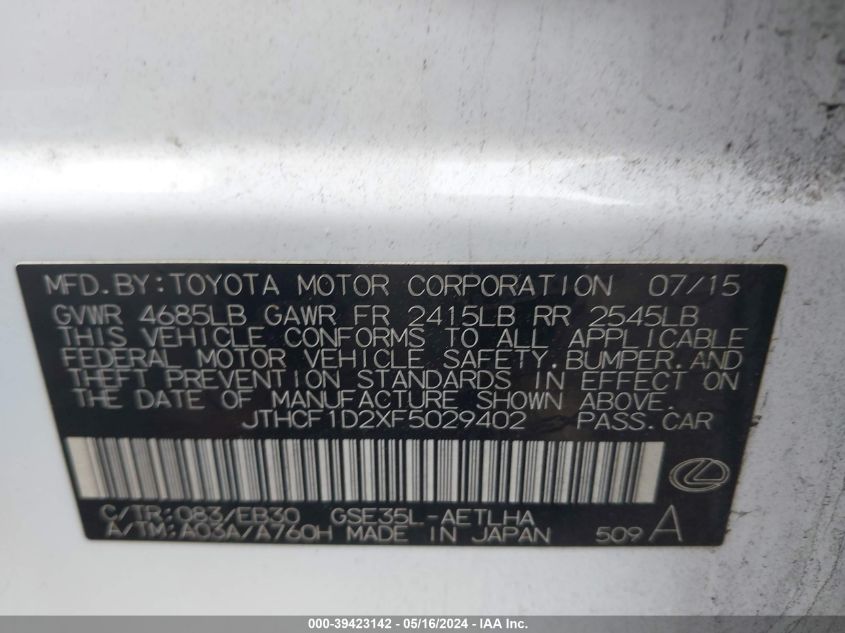 MFD.BY:TOYOTA MOTOR CORPORATION 07/15
GVWR 4685LB GAWR FR 2415LB RR 2545LB
THIS VEHICLE CONFORMS TO ALL APPLICABLE
FEDERAL MOTOR VEHICLE SAFETY,BUMPER,AND
THEFT PREVENTION STANDARDS IN EFFECT ON
THE DATE OF MANUFACTURE SHOWN ABOVE.
JTHCF1D2XF5029402 PASS.CAR
C/TR:083/EB30 GSE35L-AETLHA
A/TM:A03A/A760H MADE IN JAPAN 509 A
000-39423142 - 05/16/2024 - IAA Inc.